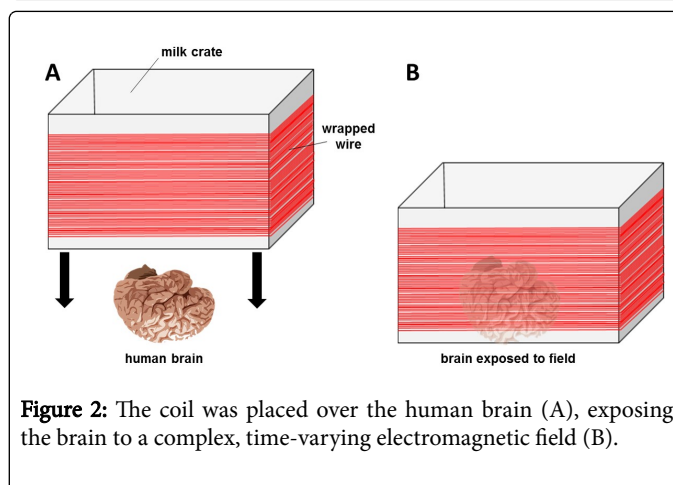 milk crate
A
B
wrapped
wire
human brain
brain exposed to field
Figure 2: The coil was placed over the human brain (A), exposing
the brain to a complex, time-varying electromagnetic field (B).